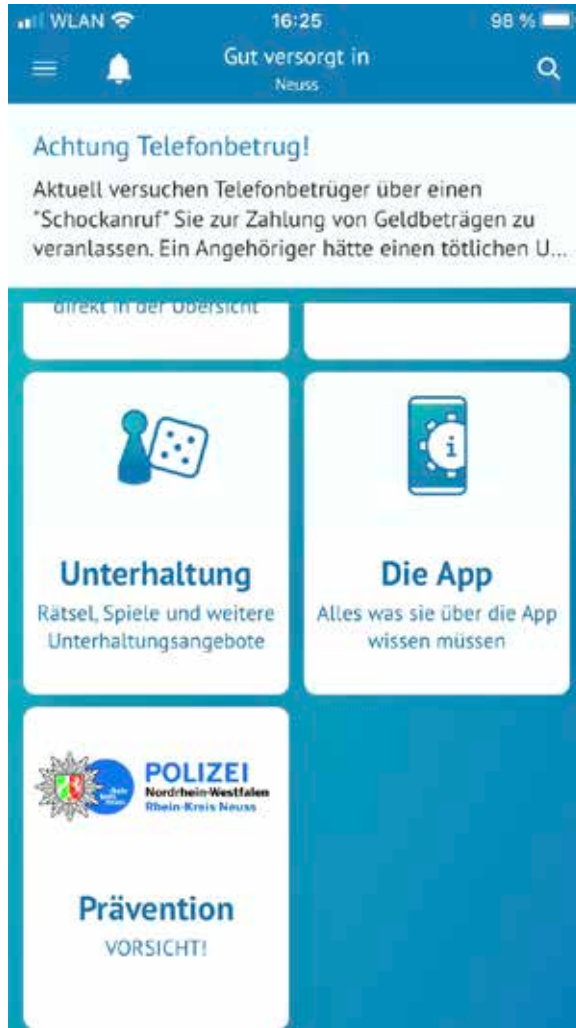 WLAN 16:25 98 %
Gut versorgt in
Neuss
Achtung Telefonbetrug!
Aktuell versuchen Telefonbetrüger über einen
"Schockanruf" Sie zur Zahlung von Geldbeträgen zu
veranlassen. Ein Angehöriger hätte einen tötlichen U...
direkt in der Übersicht
Unterhaltung
Rätsel, Spiele und weitere
Unterhaltungsangebote
Die App
i
Alles was sie über die App
wissen müssen
POLIZEI
Nordrhein-Westfalen
Rhein-Kreis Neuss
Prävention
VORSICHT!